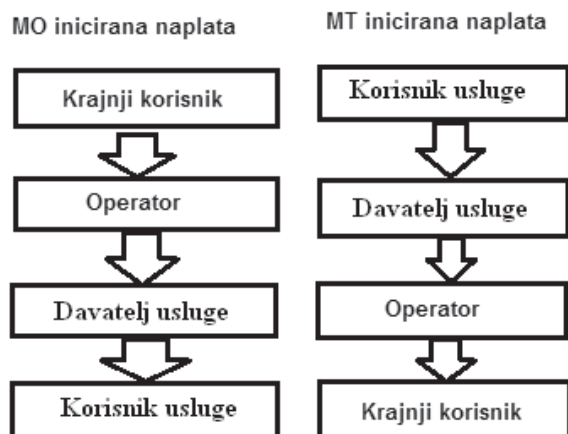 MO inicirana naplata
Krajnji korisnik
Operator
Davatelj usluge
Korisnik usluge
MT inicirana naplata
Korisnik usluge
Davatelj usluge
Operator
Krajnji korisnik